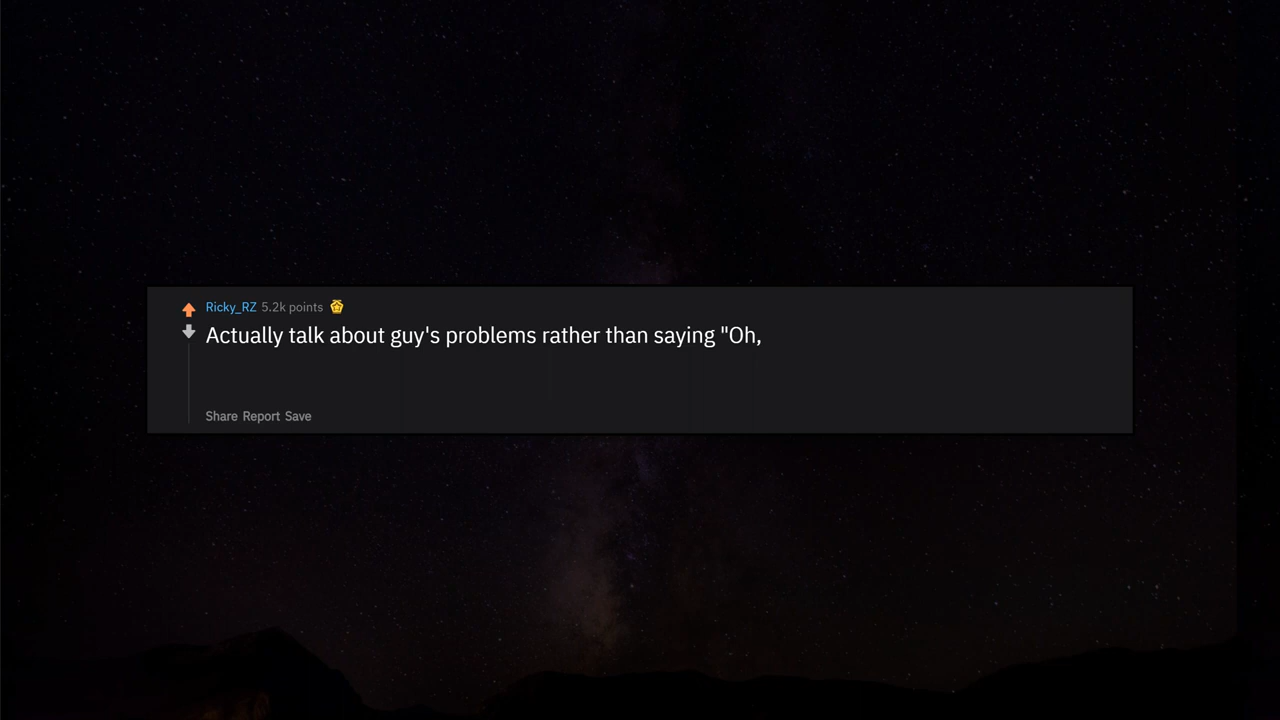 Ricky_RZ 5.2k points
Actually talk about guy's problems rather than saying "Oh,
Share Report Save